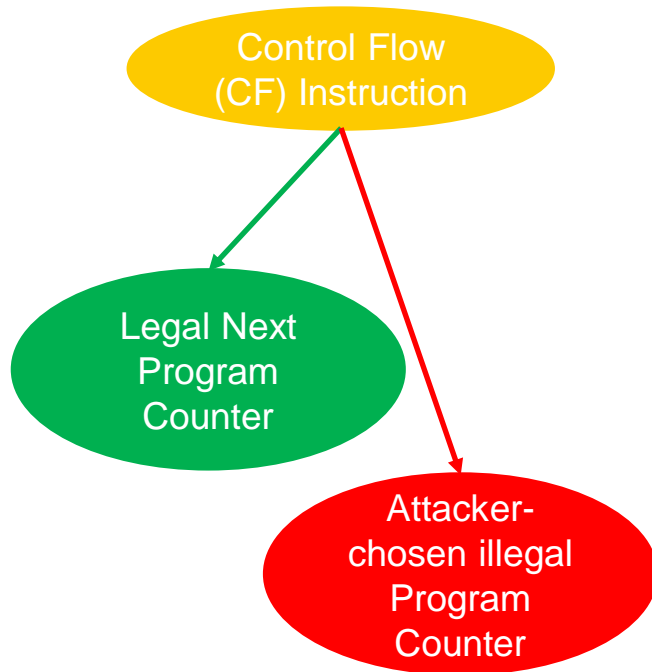 Control Flow
(CF) Instruction
Legal Next
Program
Counter
Attacker-
chosen illegal
Program
Counter